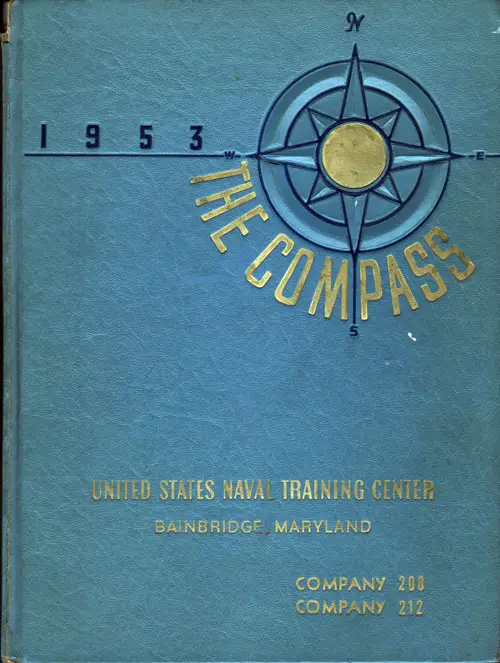 N
1953
W E
THE COMPASS
S
UNITED STATES NAVAL TRAINING CENTER
BAINBRIDGE, MARYLAND
COMPANY 208
COMPANY 212